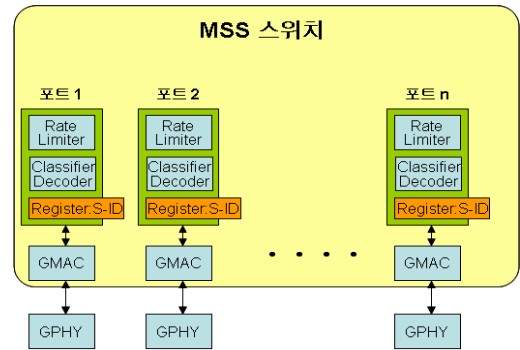 MSS 스위치
포트 1
포트 2
포트 n
Rate
Limiter
Rate
Limiter
Rate
Limiter
Classifier
Decoder
Classifier
Decoder
Classifier
Decoder
Register:S-ID
Register:S-ID
Register:S-ID
GMAC
GMAC
GMAC
GPHY
GPHY
GPHY